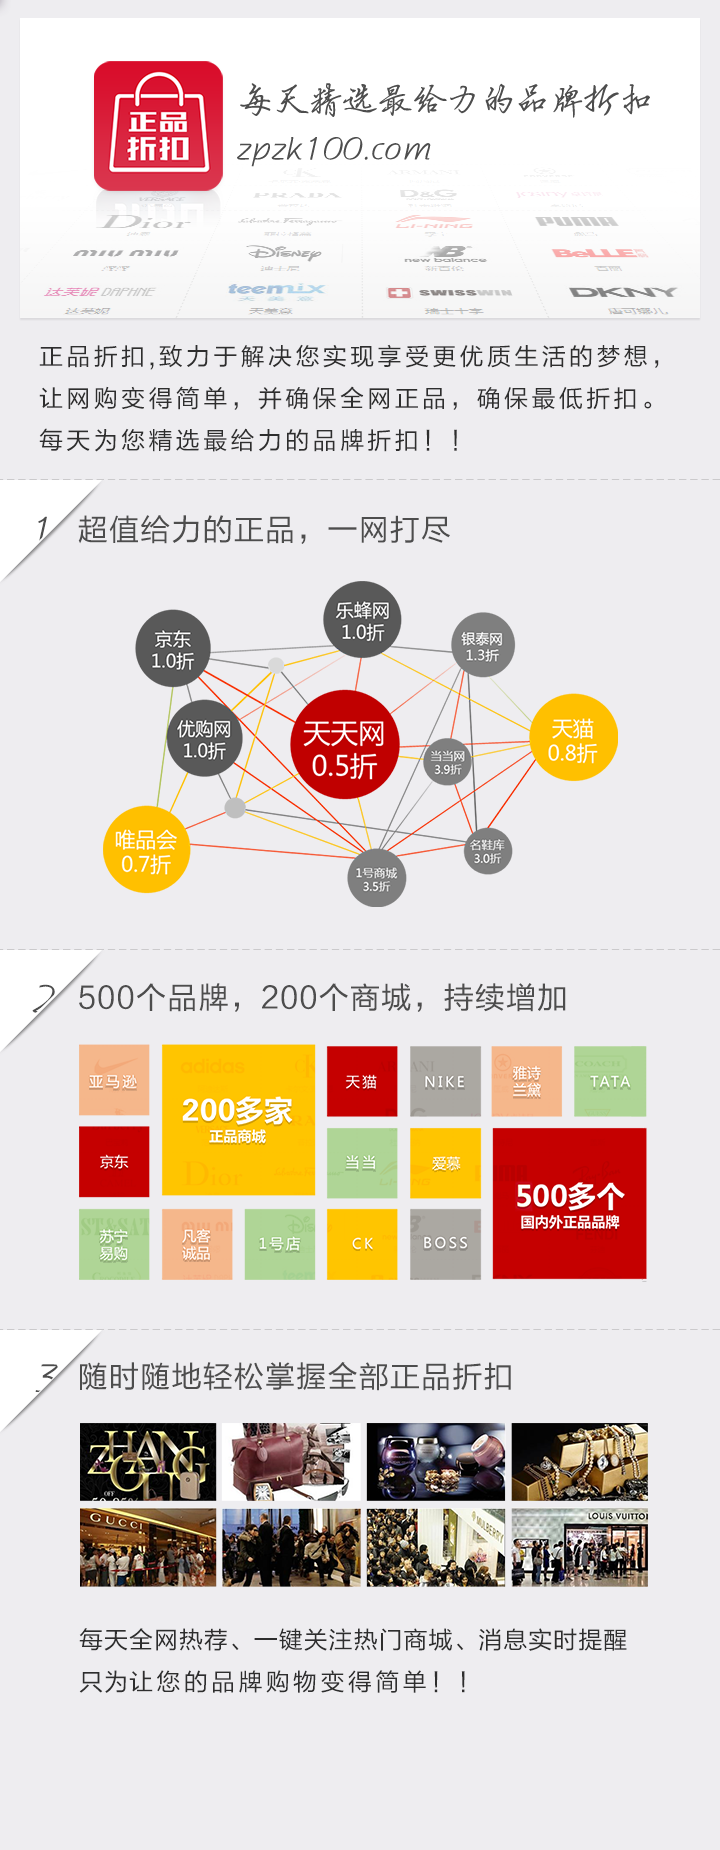 正品
折扣
每天精选最给力的品牌折扣
zpzk100.com
PRADA
D&G
Dior
Salvatore Ferragamo
LI-NING
PUMA
miu miu
Disney
new balance
BeLLE
达芙妮 DAPHNE
teemix
天美意
SWISSWIN
DKNY
正品折扣,致力于解决您实现享受更优质生活的梦想，
让网购变得简单，并确保全网正品，确保最低折扣。
每天为您精选最给力的品牌折扣！！
1 超值给力的正品，一网打尽
乐蜂网
1.0折
京东
1.0折
银泰网
1.3折
优购网
1.0折
天天网
0.5折
天猫
0.8折
当当网
3.9折
唯品会
0.7折
名鞋库
3.0折
1号商城
3.5折
2 500个品牌，200个商城，持续增加
亚马逊
200多家
正品商城
天猫
NIKE
雅诗
兰黛
TATA
京东
当当
爱慕
500多个
国内外正品品牌
苏宁
易购
凡客
诚品
1号店
CK
BOSS
3 随时随地轻松掌握全部正品折扣
GUCCI
MULBERRY
LOUIS VUITTON
每天全网热荐、一键关注热门商城、消息实时提醒
只为让您的品牌购物变得简单！！